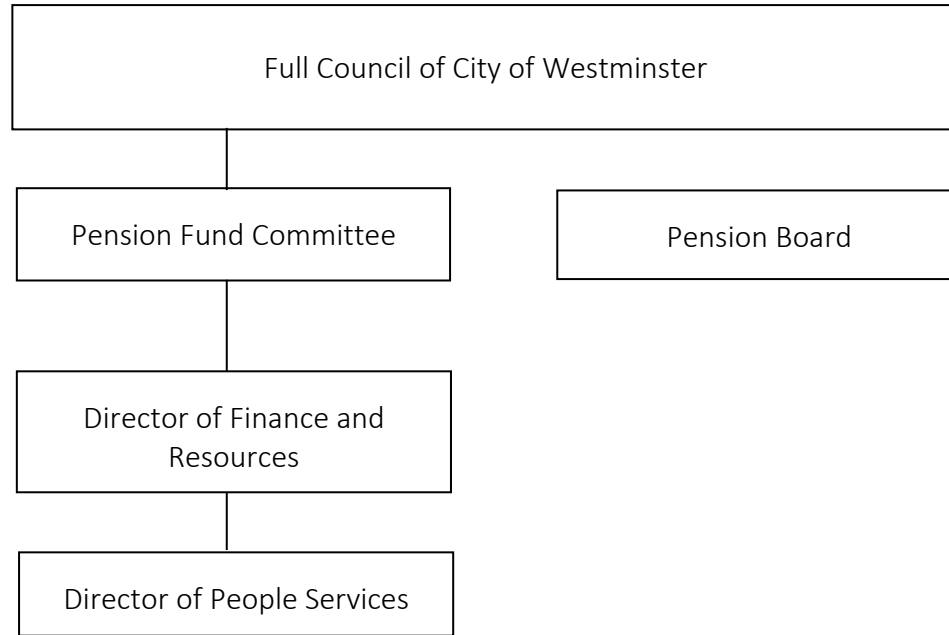 Full Council of City of Westminster
Pension Fund Committee
Pension Board
Director of Finance and
Resources
Director of People Services